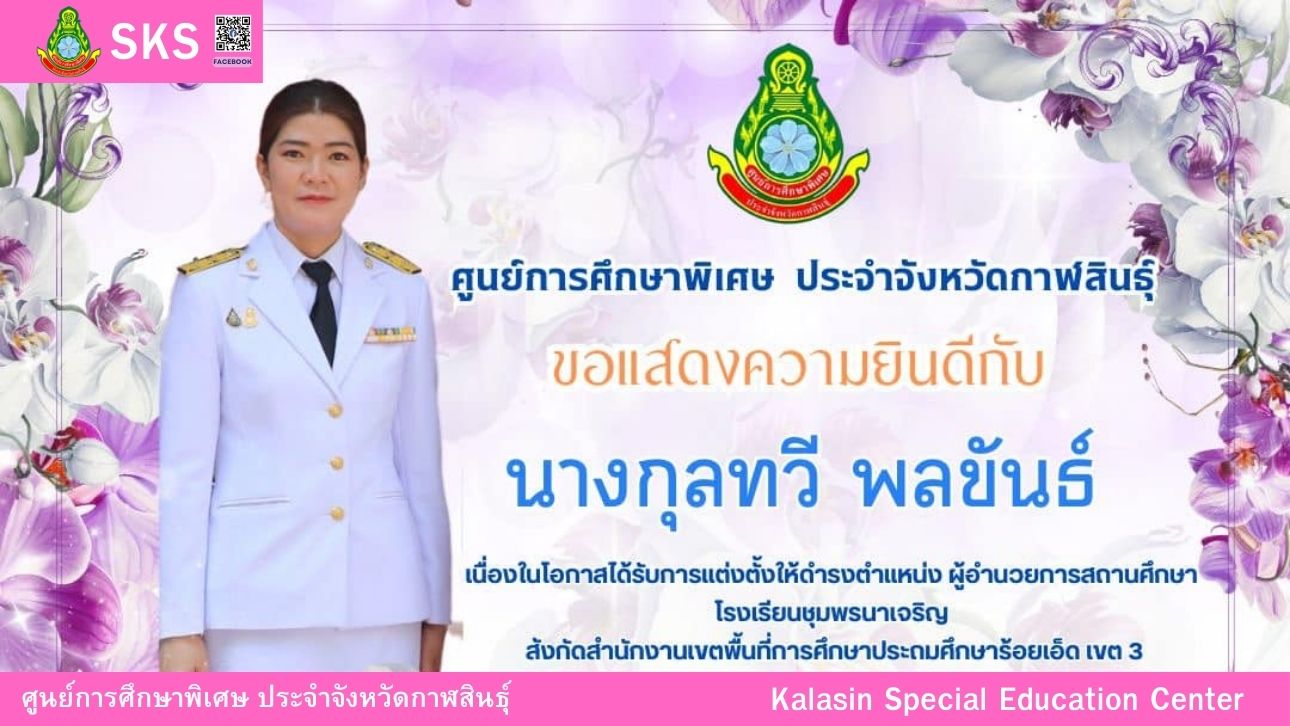 SKS
FACEBOOK
ศูนย์การศึกษาพิเศษ
ประจำจังหวัดกาฬสินธุ์
ศูนย์การศึกษาพิเศษ ประจำจังหวัดกาฬสินธุ์
ขอแสดงความยินดีกับ
นางกุลทวี พลขันธ์
เนื่องในโอกาสได้รับการแต่งตั้งให้ดำรงตำแหน่ง ผู้อำนวยการสถานศึกษา
โรงเรียนชุมพรนาเจริญ
สังกัดสำนักงานเขตพื้นที่การศึกษาประถมศึกษาร้อยเอ็ด เขต 3
ศูนย์การศึกษาพิเศษ ประจำจังหวัดกาฬสินธุ์
Kalasin Special Education Center